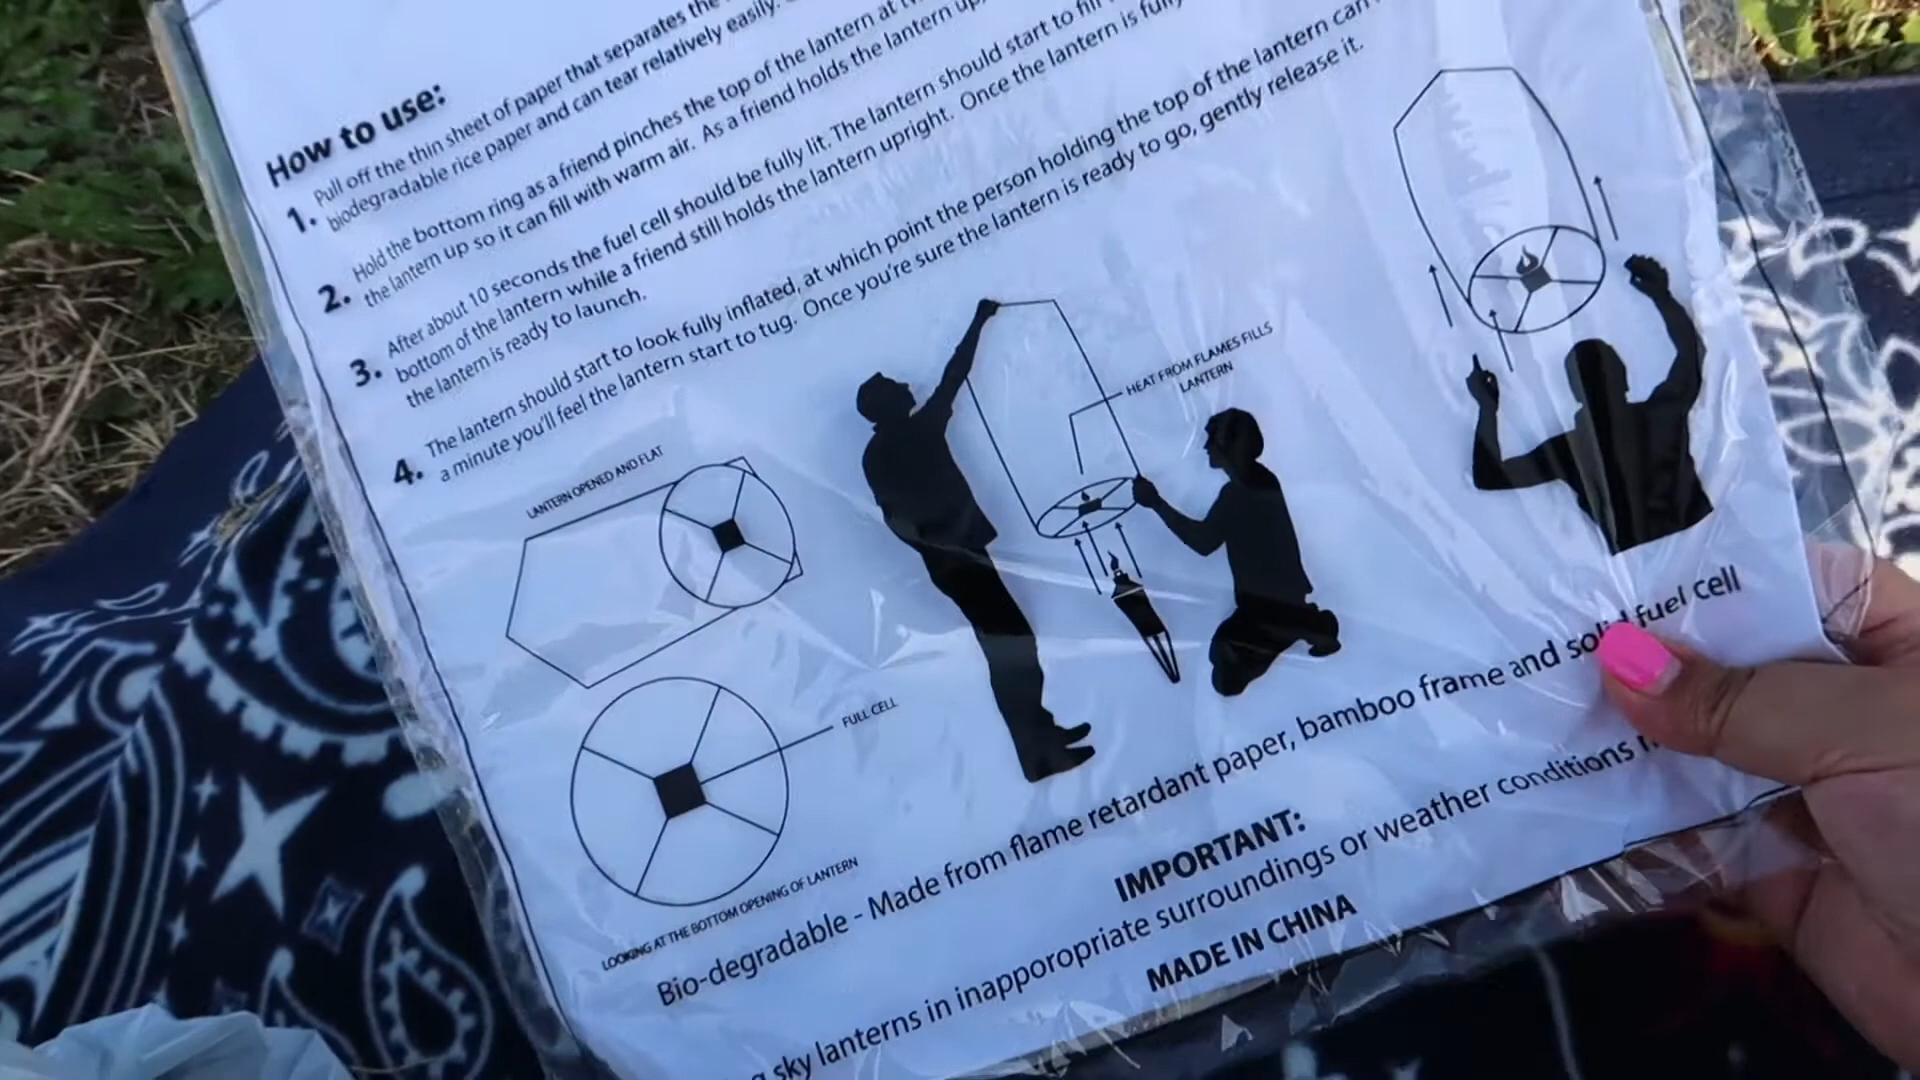 How to use:
1. Pull off the thin sheet of paper that separates the
biodegradable rice paper and can tear relatively easily.
2. Hold the bottom ring as a friend pinches the top of the lantern at
the lantern up so it can fill with warm air. As a friend holds the lantern up,
3. After about 10 seconds the fuel cell should be fully lit. The lantern should start to fill
bottom of the lantern while a friend still holds the lantern upright. Once the lantern is fully
the lantern is ready to launch.
4. The lantern should start to look fully inflated, at which point the person holding the top of the lantern can
a minute you'll feel the lantern start to tug. Once you're sure the lantern is ready to go, gently release it.
LANTERN OPENED AND FLAT
HEAT FROM FLAMES FILLS
LANTERN
FULL CELL
LOOKING AT THE BOTTOM OPENING OF LANTERN
Bio-degradable - Made from flame retardant paper, bamboo frame and solid fuel cell
IMPORTANT:
sky lanterns in inapporopriate surroundings or weather conditions
MADE IN CHINA